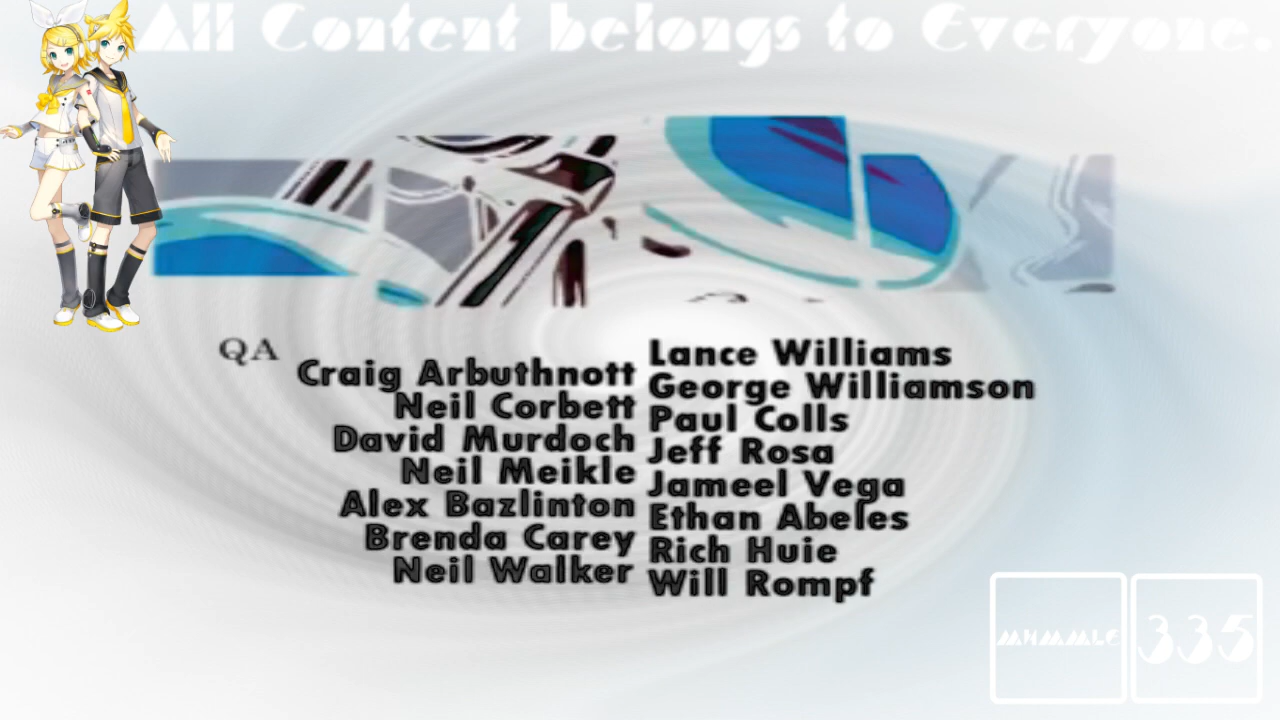 All Content belongs to Everyone.
QA
Craig Arbuthnott
Neil Corbett
David Murdoch
Neil Meikle
Alex Bazlinton
Brenda Carey
Neil Walker
Lance Williams
George Williamson
Paul Colls
Jeff Rosa
Jameel Vega
Ethan Abeles
Rich Huie
Will Rompf
335